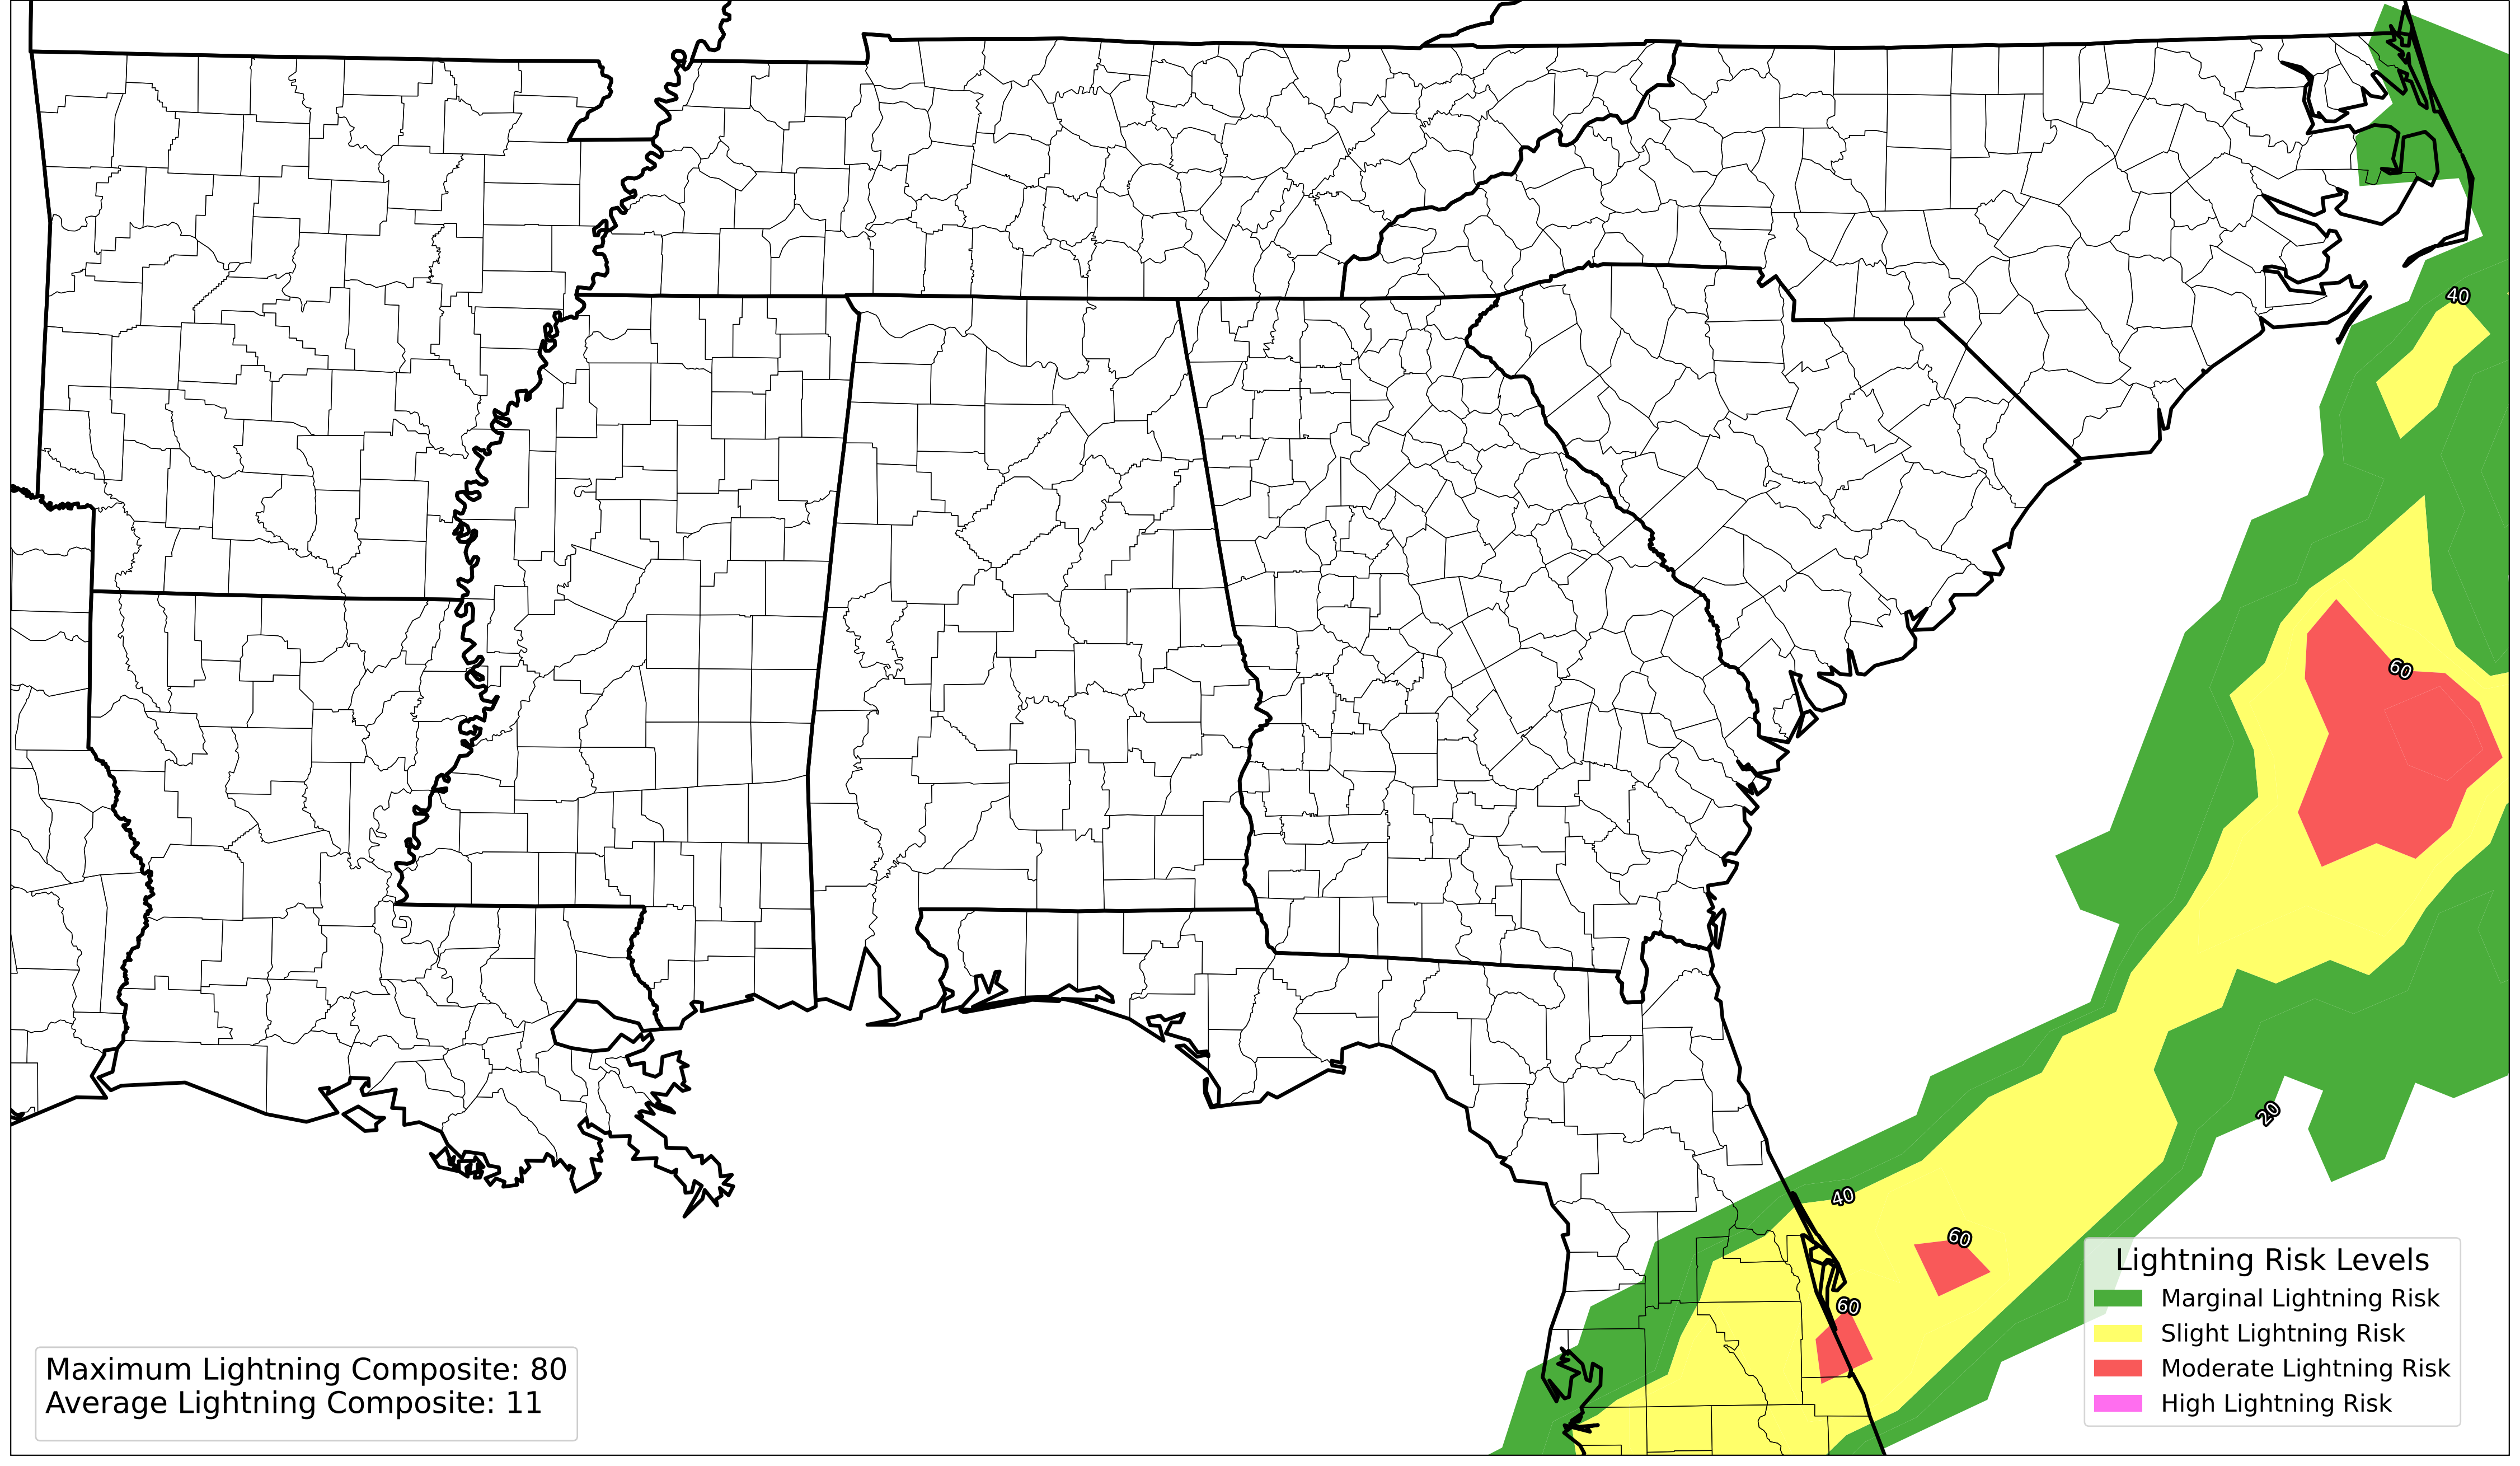 40
60
20
40
60
60
Lightning Risk Levels
Marginal Lightning Risk
Slight Lightning Risk
Moderate Lightning Risk
High Lightning Risk
Maximum Lightning Composite: 80
Average Lightning Composite: 11